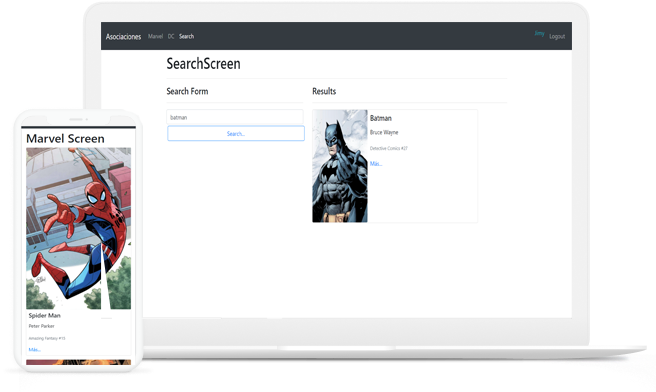 Asociaciones Marvel DC Search Logout
SearchScreen
Search Form
Results
batman
Search...
Batman
Bruce Wayne
Detective Comics #27
Más...
Marvel Screen
Spider Man
Peter Parker
Amazing Fantasy #15
Más...